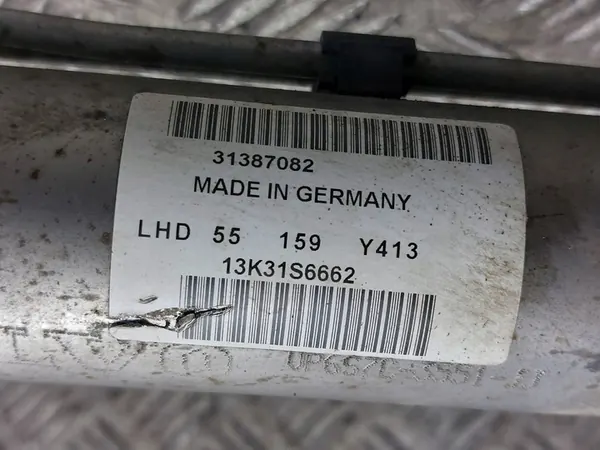 31387082
MADE IN GERMANY
LHD 55 159 Y413
13K31S6662